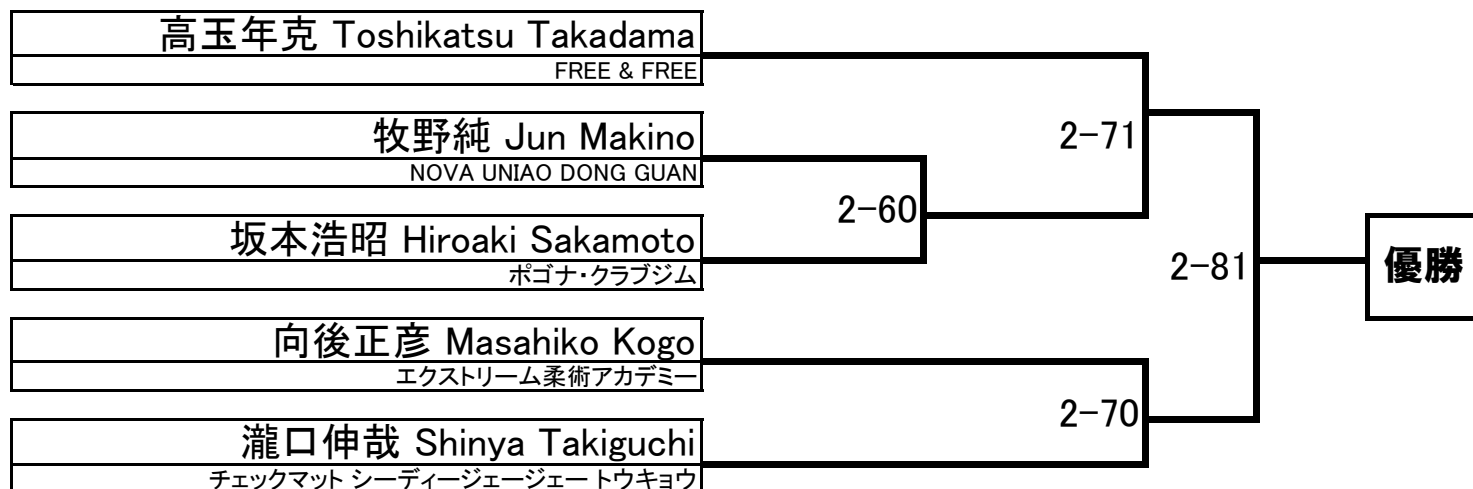 高玉年克 Toshikatsu Takadama
FREE & FREE
牧野純 Jun Makino
NOVA UNIAO DONG GUAN
坂本浩昭 Hiroaki Sakamoto
ポゴナ・クラブジム
向後正彦 Masahiko Kogo
エクストリーム柔術アカデミー
瀧口伸哉 Shinya Takiguchi
チェックマット シーディージェージェー トウキョウ
2-60
2-71
2-70
2-81
優勝